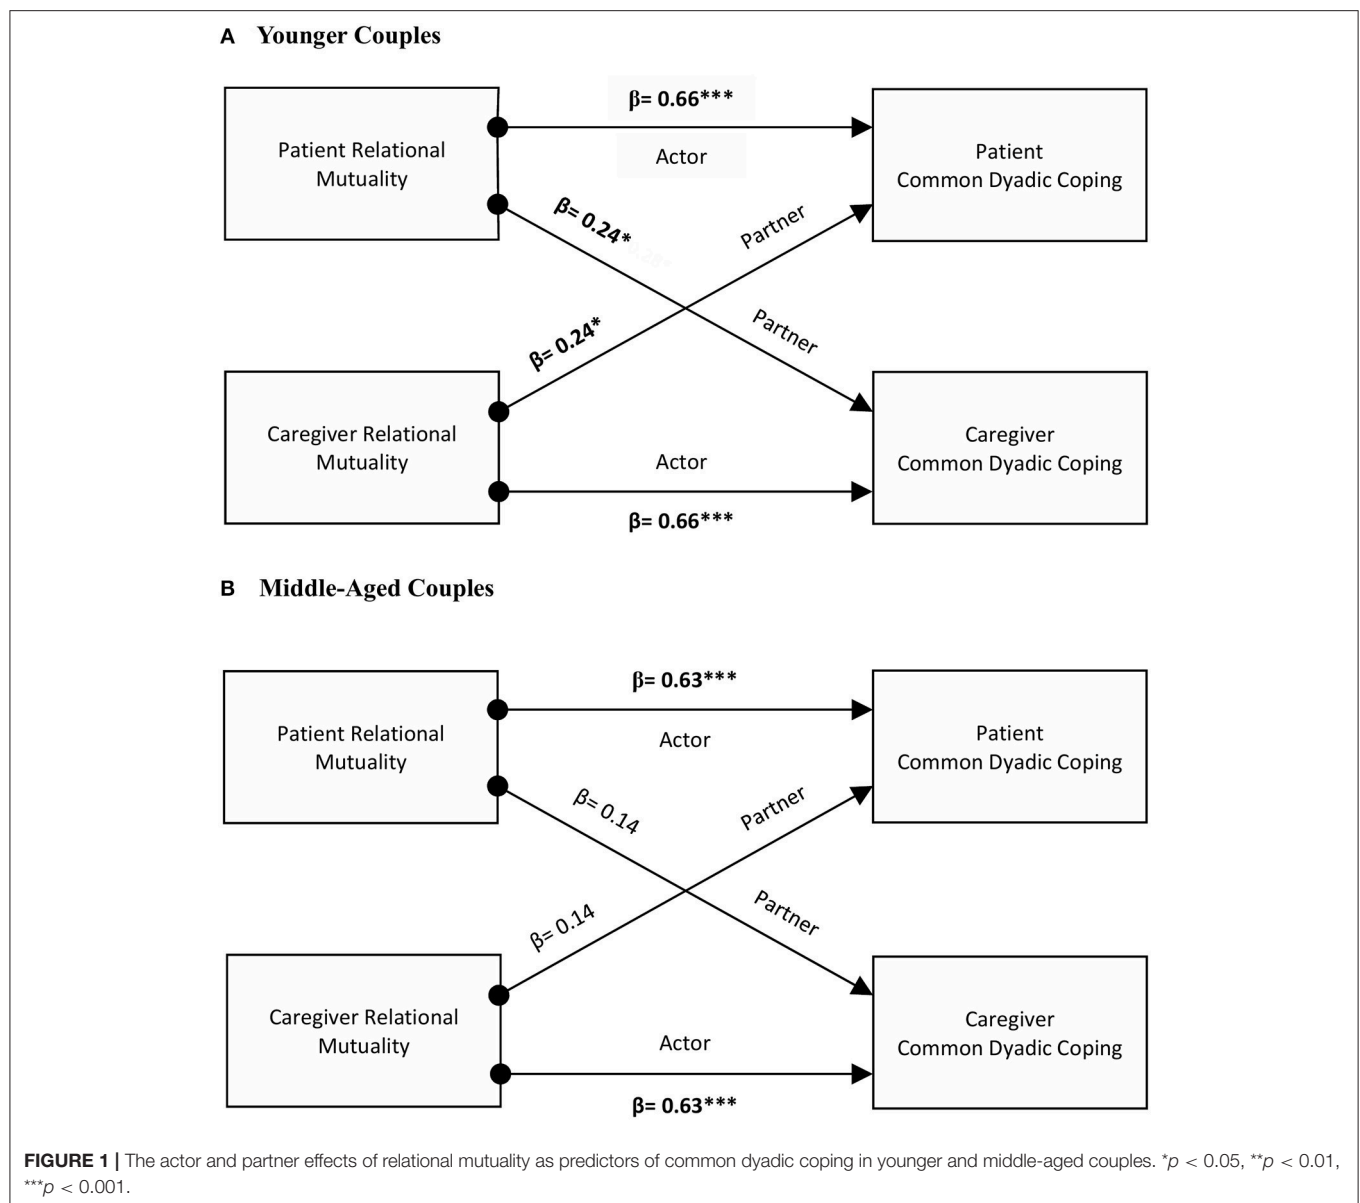 A Younger Couples
β= 0.66***
Patient Relational
Mutuality
Actor
Patient
Common Dyadic Coping
β= 0.24*
Partner
β= 0.24*
Partner
Caregiver Relational
Mutuality
Actor
Caregiver
Common Dyadic Coping
β= 0.66***
B Middle-Aged Couples
β= 0.63***
Patient Relational
Mutuality
Actor
Patient
Common Dyadic Coping
β= 0.14
Partner
β= 0.14
Partner
Caregiver Relational
Mutuality
Actor
Caregiver
Common Dyadic Coping
β= 0.63***
FIGURE 1 | The actor and partner effects of relational mutuality as predictors of common dyadic coping in younger and middle-aged couples. *p < 0.05, **p < 0.01,
***p < 0.001.